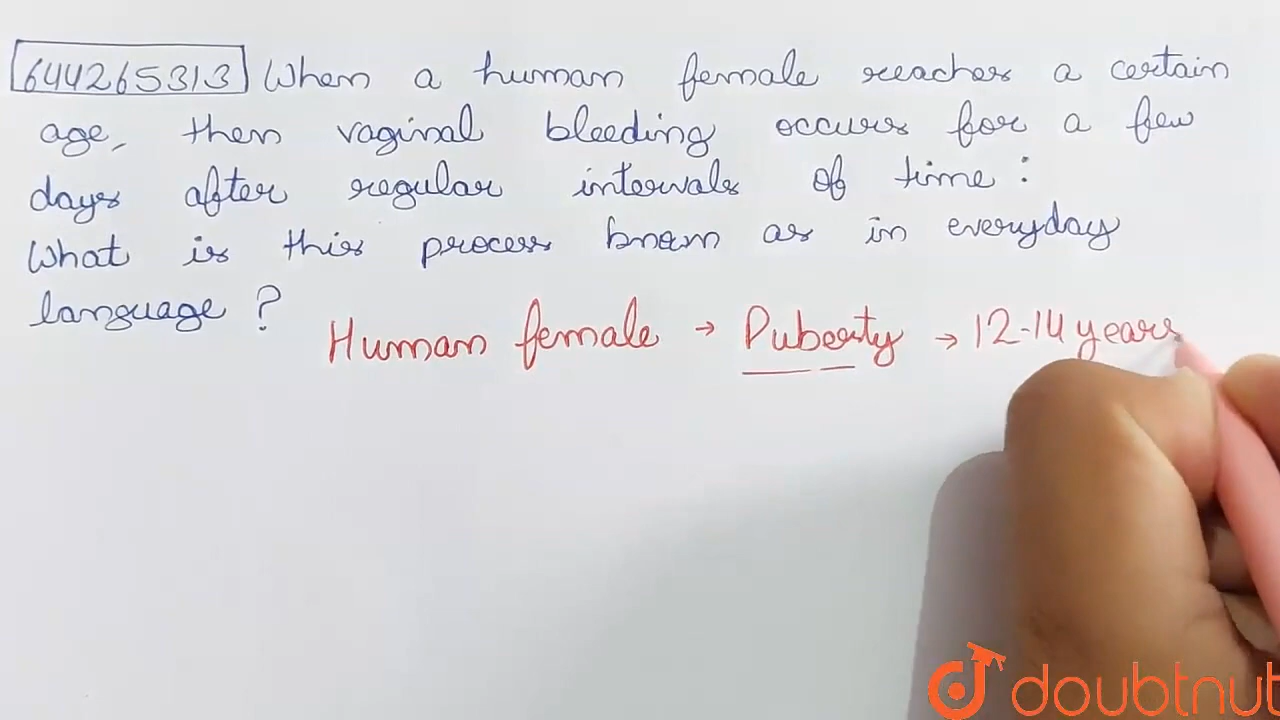 644265313 When a human female reaches a certain
age, then vaginal bleeding occurs for a few
days after regular intervals of time:
What is this process known as in everyday
language?
Human female → Puberty → 12-14 years
doubtnut